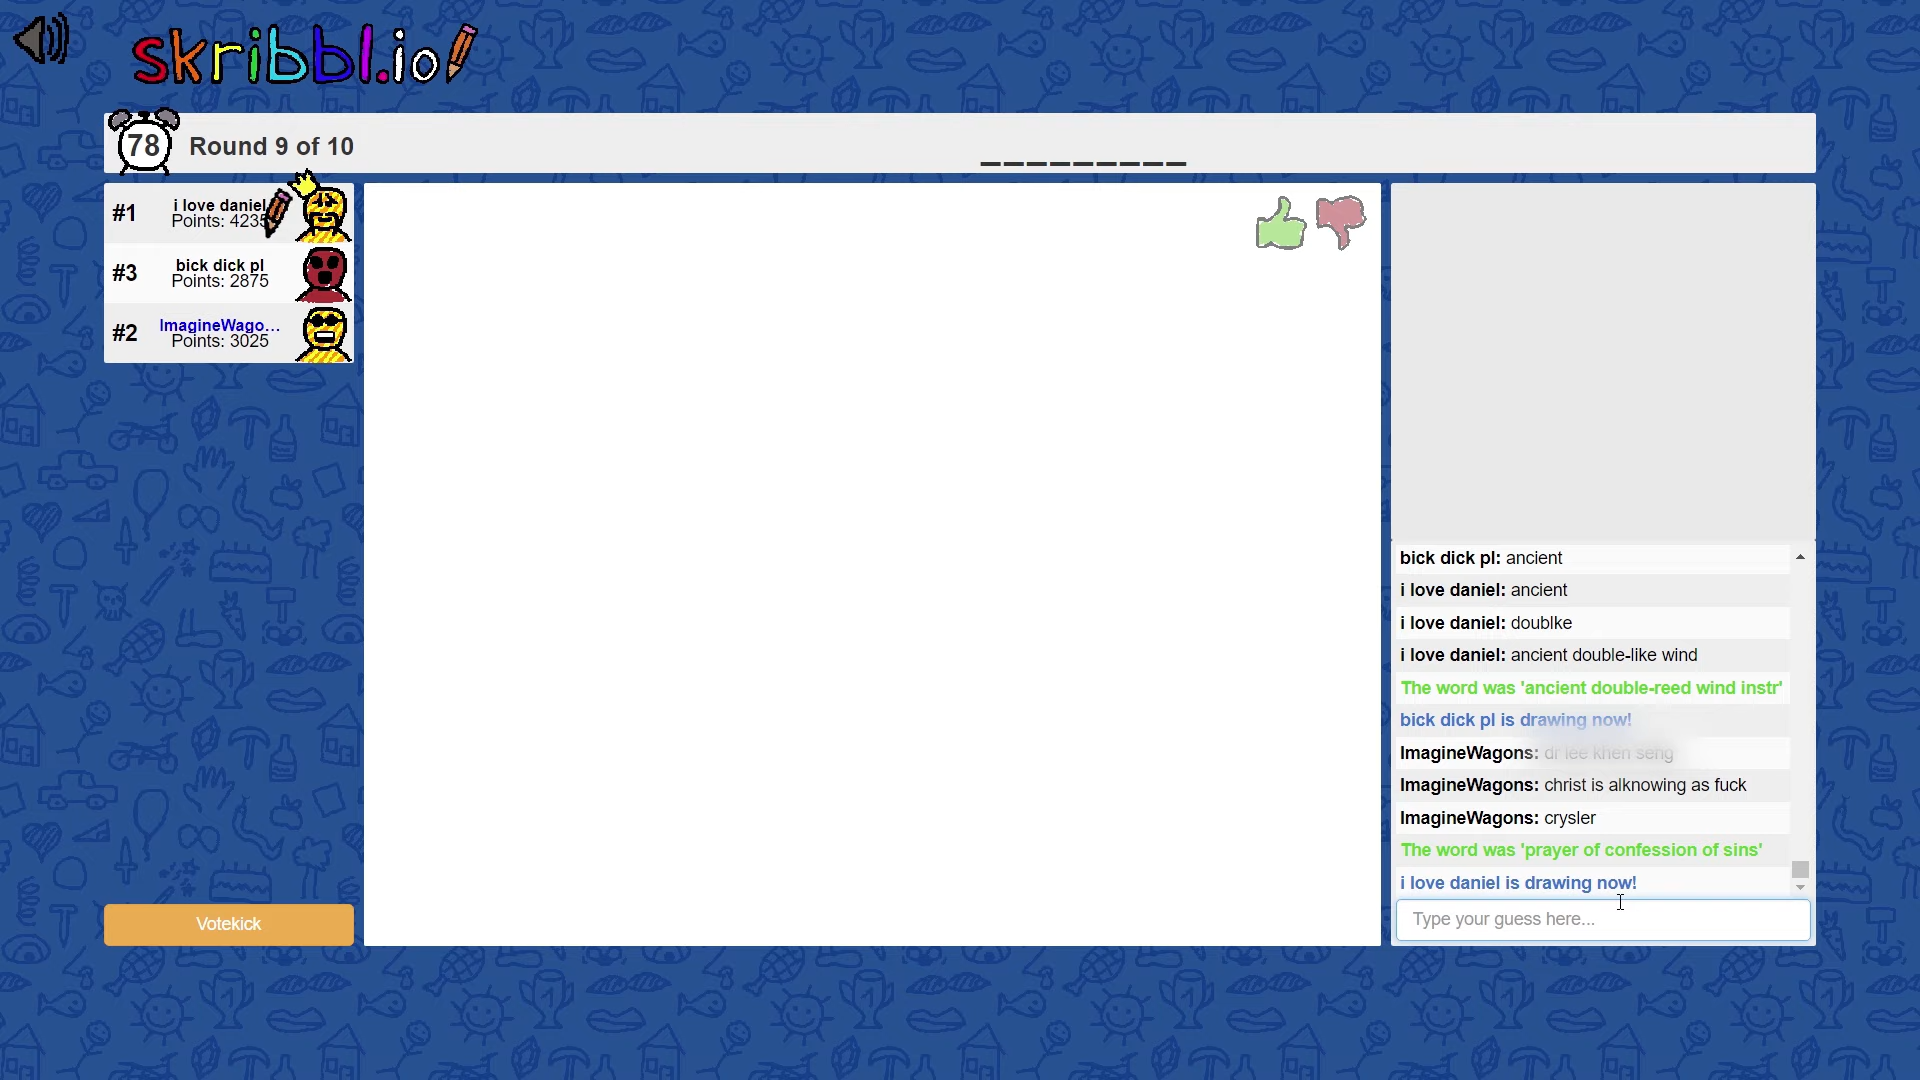 skribbl.io
78
Round 9 of 10
_________
#1
i love daniel
Points: 4235
#3
bick dick pl
Points: 2875
#2
ImagineWago...
Points: 3025
Votekick
bick dick pl: ancient
i love daniel: ancient
i love daniel: doublke
i love daniel: ancient double-like wind
The word was 'ancient double-reed wind instr'
bick dick pl is drawing now!
ImagineWagons: dr lee khen seng
ImagineWagons: christ is alknowing as fuck
ImagineWagons: crysler
The word was 'prayer of confession of sins'
i love daniel is drawing now!
Type your guess here...